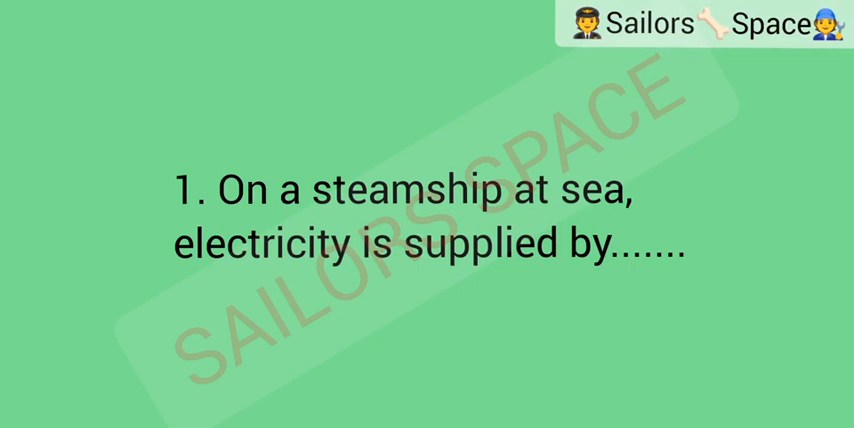 Sailors Space
1. On a steamship at sea,
electricity is supplied by.......
SAILORS SPACE